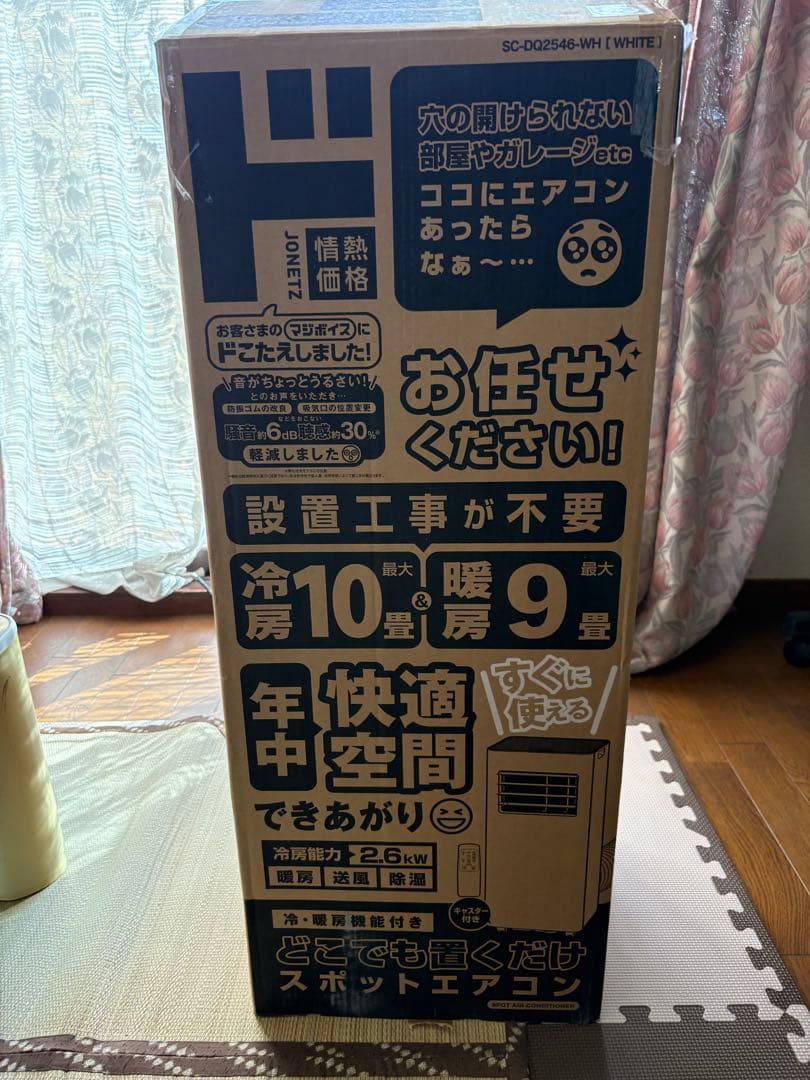 SC-DQ2546-WH [ WHITE ]
ド
JONETZ
情熱
価格
穴の開けられない
部屋やガレージetc
ココにエアコン
あったら
なぁ〜…
お客さまのマジボイスに
ドこたえしました!
音がちょっとうるさい!
とのお声をいただき…
防振ゴムの改良 吸気口の位置変更
などをおこない
騒音約6dB聴感約30%※
軽減しました
お任せ
ください!
設置工事が不要
冷房最大10畳
&
暖房最大9畳
年中
快適
空間
できあがり
すぐに
使える
冷房能力 2.6kW
暖房 送風 除湿
キャスター
付き
冷・暖房機能付き
どこでも置くだけ
スポットエアコン
SPOT AIR CONDITIONER